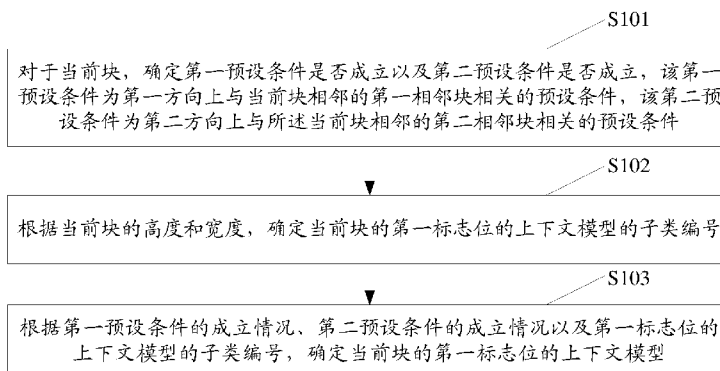 S101
对于当前块，确定第一预设条件是否成立以及第二预设条件是否成立，该第一
预设条件为第一方向上与当前块相邻的第一相邻块相关的预设条件，该第二预
设条件为第二方向上与所述当前块相邻的第二相邻块相关的预设条件
S102
根据当前块的高度和宽度，确定当前块的第一标志位的上下文模型的子类编号
S103
根据第一预设条件的成立情况、第二预设条件的成立情况以及第一标志位的
上下文模型的子类编号，确定当前块的第一标志位的上下文模型